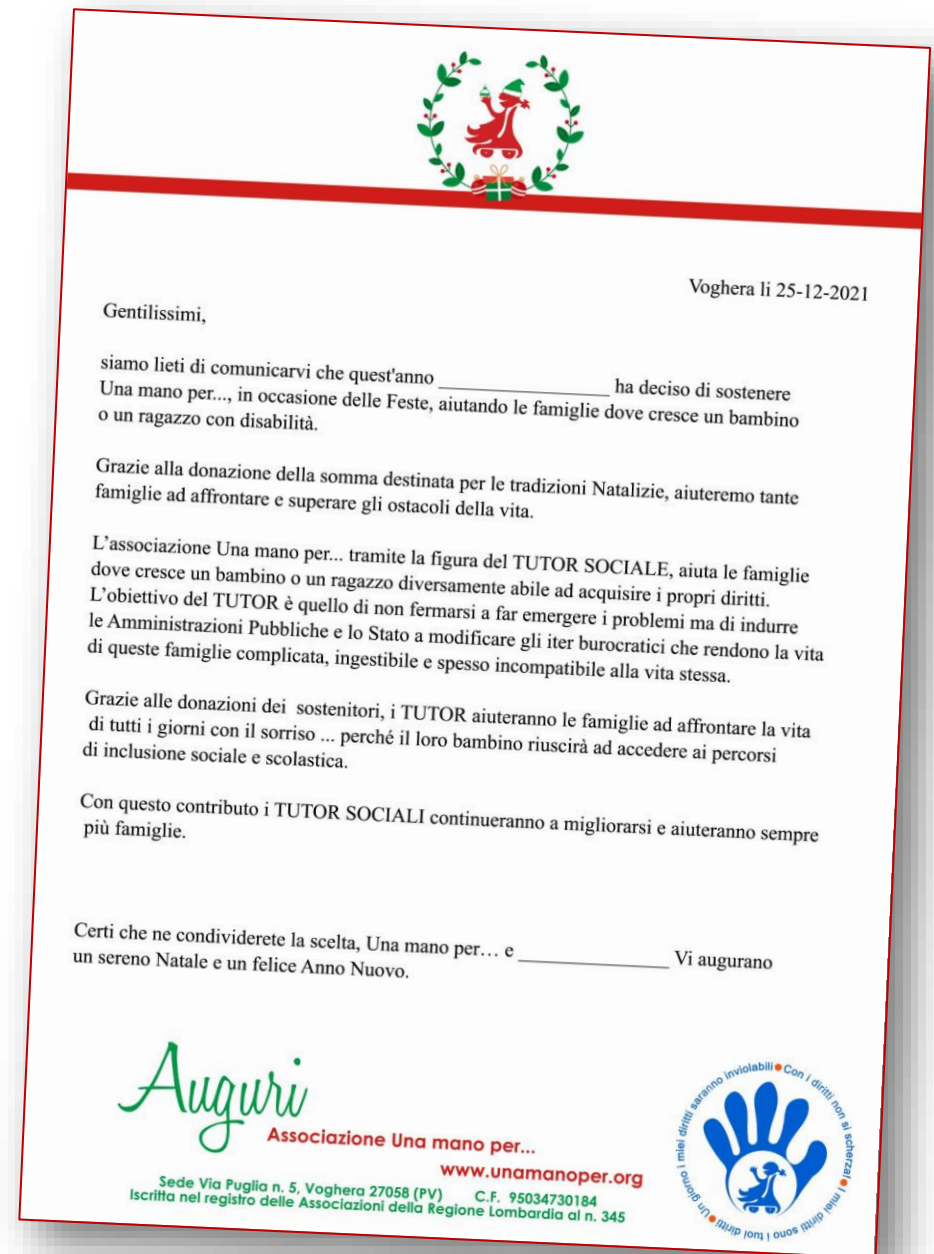 Voghera li 25-12-2021
Gentilissimi,
siamo lieti di comunicarvi che quest'anno ____________________ ha deciso di sostenere
Una mano per..., in occasione delle Feste, aiutando le famiglie dove cresce un bambino
o un ragazzo con disabilità.
Grazie alla donazione della somma destinata per le tradizioni Natalizie, aiuteremo tante
famiglie ad affrontare e superare gli ostacoli della vita.
L’associazione Una mano per... tramite la figura del TUTOR SOCIALE, aiuta le famiglie
dove cresce un bambino o un ragazzo diversamente abile ad acquisire i propri diritti.
L’obiettivo del TUTOR è quello di non fermarsi a far emergere i problemi ma di indurre
le Amministrazioni Pubbliche e lo Stato a modificare gli iter burocratici che rendono la vita
di queste famiglie complicata, ingestibile e spesso incompatibile alla vita stessa.
Grazie alle donazioni dei sostenitori, i TUTOR aiuteranno le famiglie ad affrontare la vita
di tutti i giorni con il sorriso ... perché il loro bambino riuscirà ad accedere ai percorsi
di inclusione sociale e scolastica.
Con questo contributo i TUTOR SOCIALI continueranno a migliorarsi e aiuteranno sempre
più famiglie.
Certi che ne condividerete la scelta, Una mano per… e _________________ Vi augurano
un sereno Natale e un felice Anno Nuovo.
Auguri
Associazione Una mano per...
www.unamanoper.org
Sede Via Puglia n. 5, Voghera 27058 (PV) C.F. 95034730184
Iscritta nel registro delle Associazioni della Regione Lombardia al n. 345
Un giorno i miei diritti saranno inviolabili • Con i diritti non si scherza! • I miei diritti sono i tuoi diritti! •